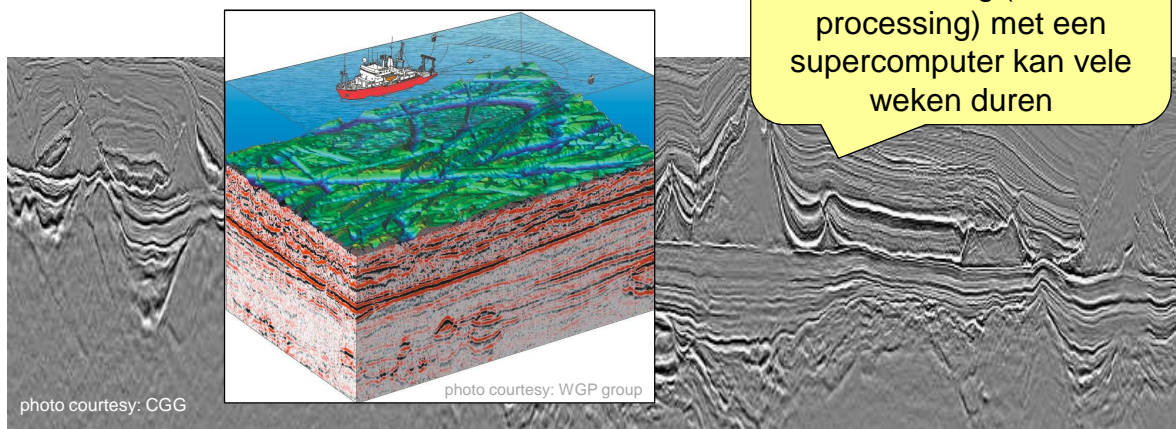 processing) met een
supercomputer kan vele
weken duren
photo courtesy: WGP group
photo courtesy: CGG